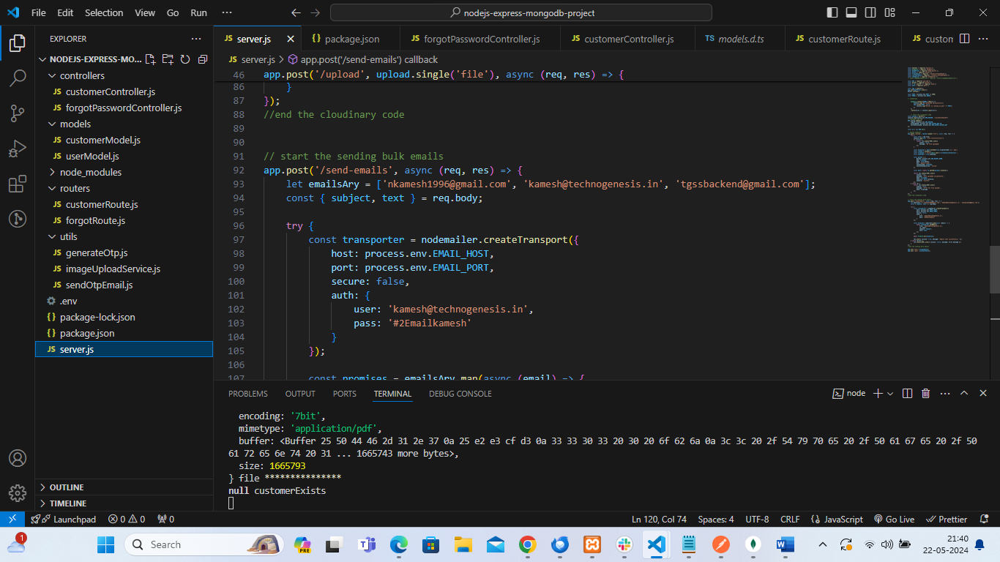 File Edit Selection View Go Run ···
nodejs-express-mongodb-project
EXPLORER
NODEJS-EXPRESS-MO...
controllers
JS customerController.js
JS forgotPasswordController.js
models
JS customerModel.js
JS userModel.js
node_modules
routers
JS customerRoute.js
JS forgotRoute.js
utils
JS generateOtp.js
JS imageUploadService.js
JS sendOtpEmail.js
.env
{} package-lock.json
{} package.json
JS server.js
OUTLINE
TIMELINE
JS server.js
{} package.json
JS forgotPasswordController.js
JS customerController.js
TS models.d.ts
JS customerRoute.js
JS custom
JS server.js > app.post('/send-emails') callback
46 app.post('/upload', upload.single('file'), async (req, res) => {
86 }
87 });
88 //end the cloudinary code
89
90
91 // start the sending bulk emails
92 app.post('/send-emails', async (req, res) => {
93 let emailsAry = ['nkamesh1996@gmail.com', 'kamesh@technogenesis.in', 'tgssbackend@gmail.com'];
94 const { subject, text } = req.body;
95
96 try {
97 const transporter = nodemailer.createTransport({
98 host: process.env.EMAIL_HOST,
99 port: process.env.EMAIL_PORT,
100 secure: false,
101 auth: {
102 user: 'kamesh@technogenesis.in',
103 pass: '#2Emailkamesh'
104 }
105 });
106
107 const promises = emailsAry.map(async (email) => {
PROBLEMS OUTPUT PORTS TERMINAL DEBUG CONSOLE
node
encoding: '7bit',
mimetype: 'application/pdf',
buffer: <Buffer 25 50 44 46 2d 31 2e 37 0a 25 e2 e3 cf d3 0a 33 33 30 33 20 30 20 6f 62 6a 0a 3c 3c 20 2f 54 79 70 65 20 2f 50 61 67 65 20 2f 50
61 72 65 6e 74 20 31 ... 1665743 more bytes>,
size: 1665793
} file ***************
null customerExists
Launchpad 0 0 0
Ln 120, Col 74 Spaces: 4 UTF-8 CRLF {} JavaScript Go Live Prettier
1
Search
PRE
21:40
22-05-2024